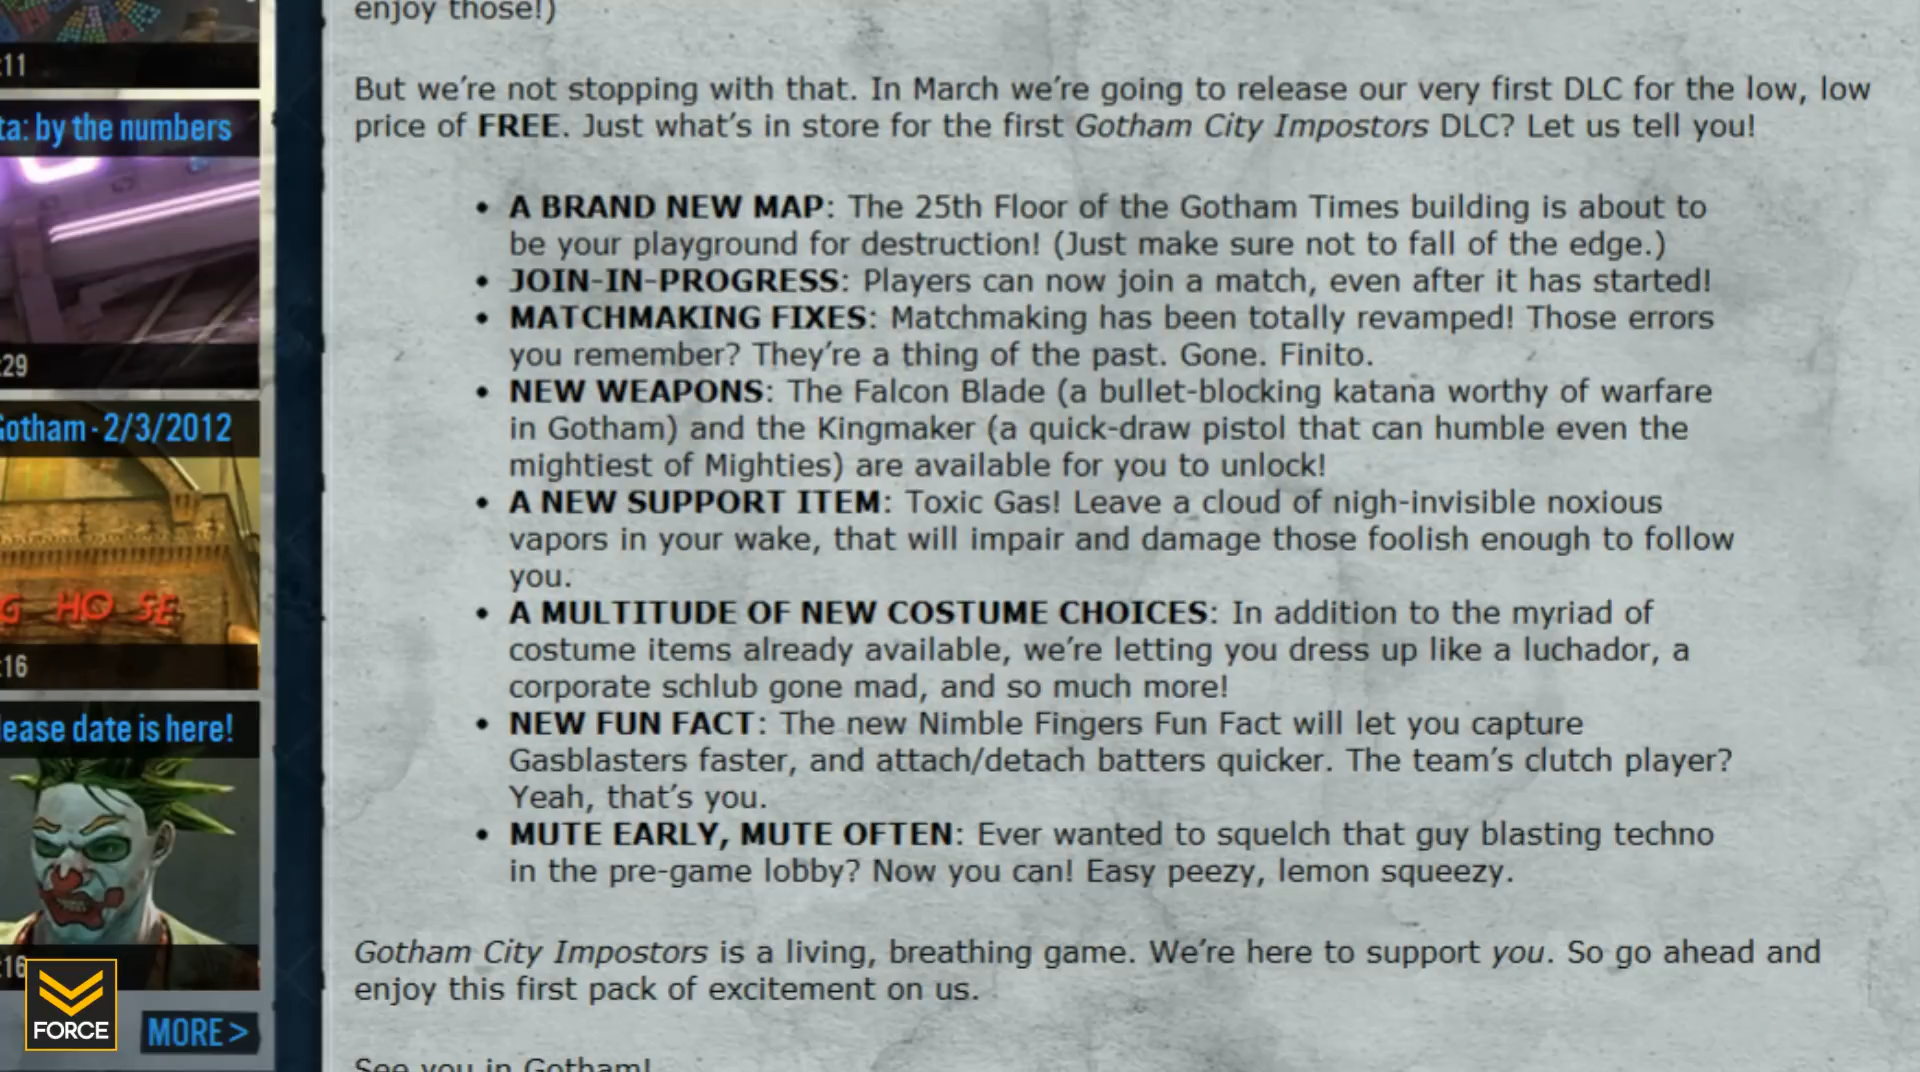 enjoy those!)
:11
But we’re not stopping with that. In March we’re going to release our very first DLC for the low, low
price of FREE. Just what’s in store for the first Gotham City Impostors DLC? Let us tell you!
ta: by the numbers
• A BRAND NEW MAP: The 25th Floor of the Gotham Times building is about to
be your playground for destruction! (Just make sure not to fall of the edge.)
• JOIN-IN-PROGRESS: Players can now join a match, even after it has started!
• MATCHMAKING FIXES: Matchmaking has been totally revamped! Those errors
you remember? They’re a thing of the past. Gone. Finito.
:29
• NEW WEAPONS: The Falcon Blade (a bullet-blocking katana worthy of warfare
in Gotham) and the Kingmaker (a quick-draw pistol that can humble even the
mightiest of Mighties) are available for you to unlock!
Gotham - 2/3/2012
• A NEW SUPPORT ITEM: Toxic Gas! Leave a cloud of nigh-invisible noxious
vapors in your wake, that will impair and damage those foolish enough to follow
you.
G HO SE
• A MULTITUDE OF NEW COSTUME CHOICES: In addition to the myriad of
costume items already available, we’re letting you dress up like a luchador, a
corporate schlub gone mad, and so much more!
:16
• NEW FUN FACT: The new Nimble Fingers Fun Fact will let you capture
Gasblasters faster, and attach/detach batters quicker. The team’s clutch player?
Yeah, that’s you.
lease date is here!
• MUTE EARLY, MUTE OFTEN: Ever wanted to squelch that guy blasting techno
in the pre-game lobby? Now you can! Easy peezy, lemon squeezy.
Gotham City Impostors is a living, breathing game. We’re here to support you. So go ahead and
enjoy this first pack of excitement on us.
:16
FORCE
MORE >
See you in Gotham!